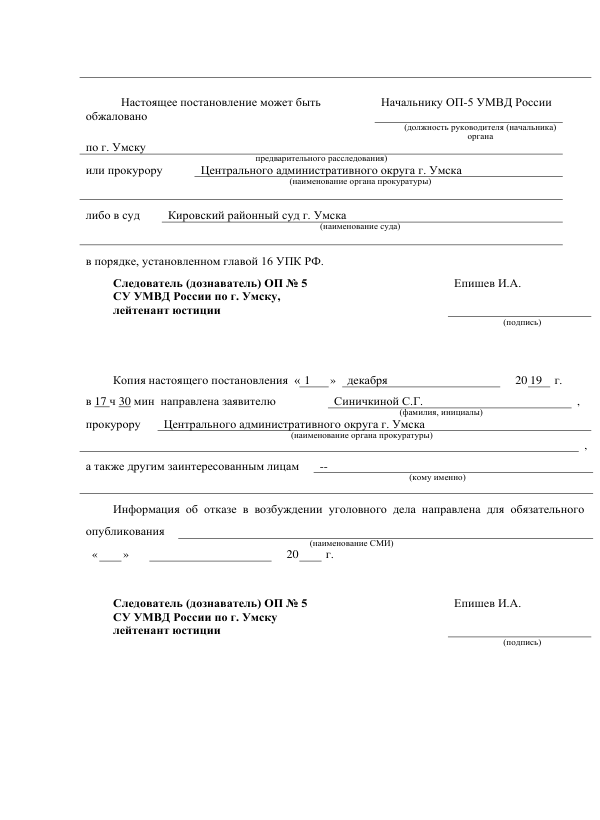 Настоящее постановление может быть обжаловано
Начальнику ОП-5 УМВД России
(должность руководителя (начальника) органа
по г. Умску
предварительного расследования)
или прокурору Центрального административного округа г. Умска
(наименование органа прокуратуры)
либо в суд Кировский районный суд г. Умска
(наименование суда)
в порядке, установленном главой 16 УПК РФ.
Следователь (дознаватель) ОП № 5 Епишев И.А.
СУ УМВД России по г. Умску,
лейтенант юстиции
(подпись)
Копия настоящего постановления « 1 » декабря 20 19 г.
в 17 ч 30 мин направлена заявителю Синичкиной С.Г. ,
(фамилия, инициалы)
прокурору Центрального административного округа г. Умска
(наименование органа прокуратуры)
,
а также другим заинтересованным лицам --
(кому именно)
Информация об отказе в возбуждении уголовного дела направлена для обязательного
опубликования
(наименование СМИ)
« » 20 г.
Следователь (дознаватель) ОП № 5 Епишев И.А.
СУ УМВД России по г. Умску
лейтенант юстиции
(подпись)